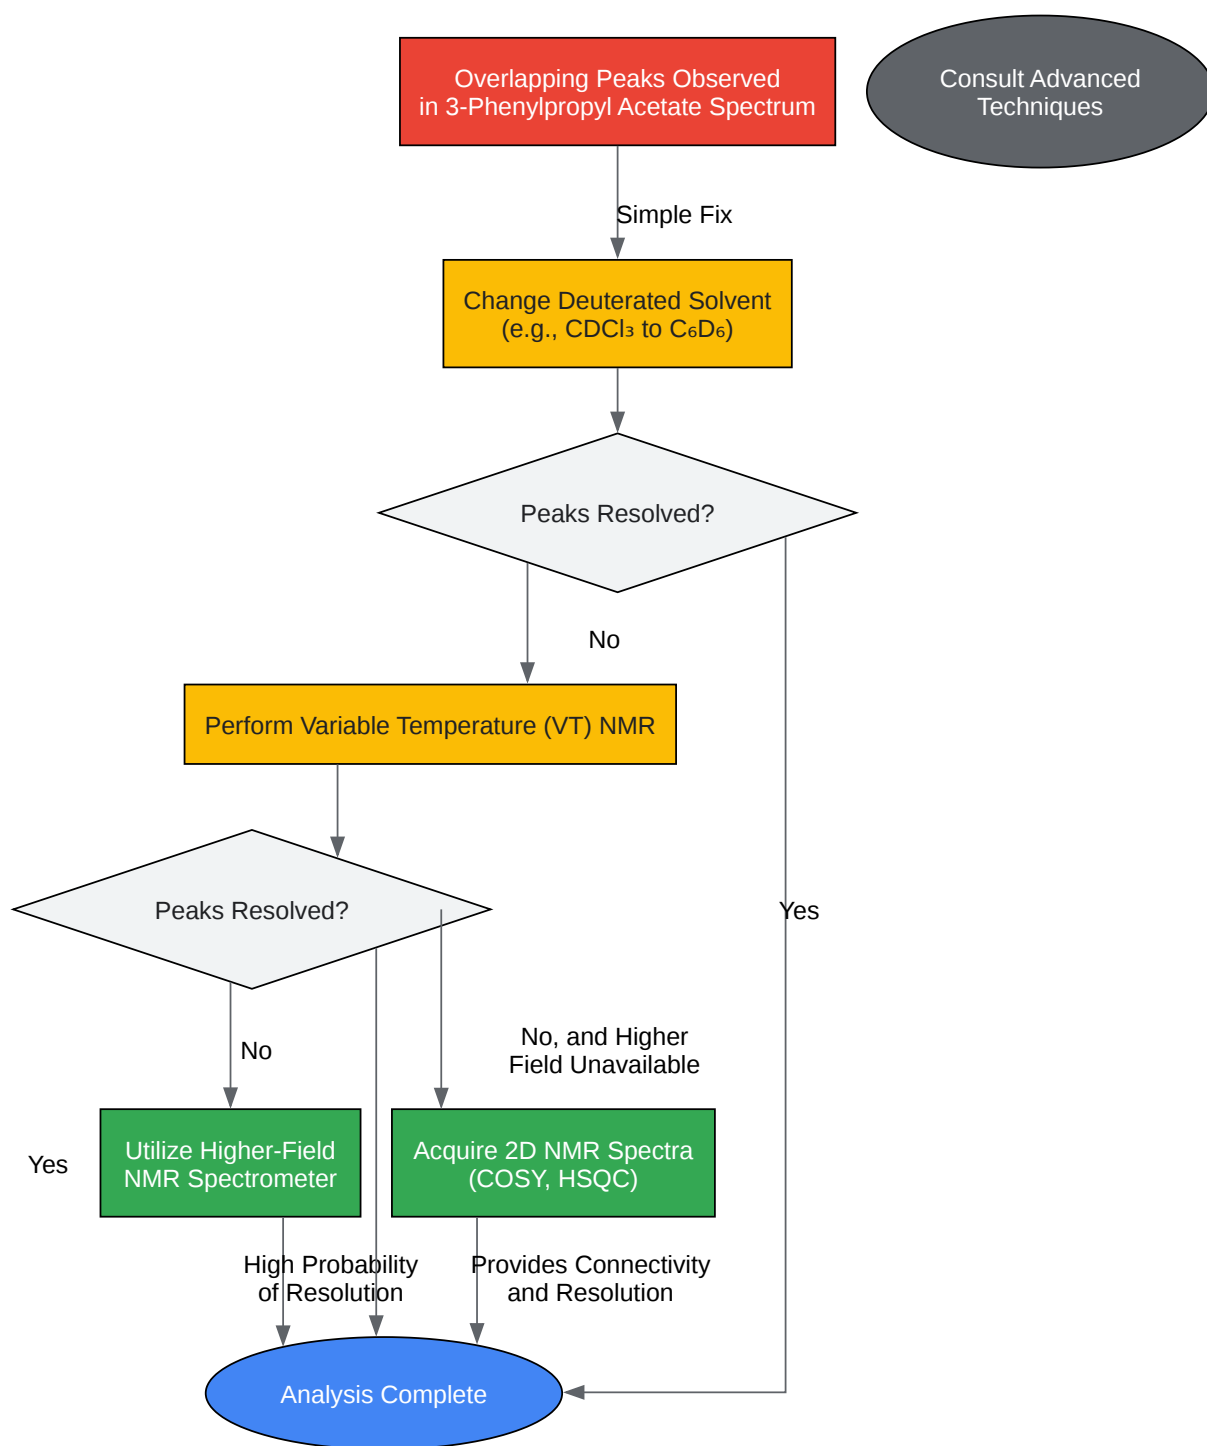 Overlapping Peaks Observed
in 3-Phenylpropyl Acetate Spectrum
Consult Advanced
Techniques
Simple Fix
Change Deuterated Solvent
(e.g., CDCl₃ to C₆D₆)
Peaks Resolved?
No
Perform Variable Temperature (VT) NMR
Peaks Resolved?
Yes
No
No, and Higher
Field Unavailable
Yes
Utilize Higher-Field
NMR Spectrometer
Acquire 2D NMR Spectra
(COSY, HSQC)
High Probability
of Resolution
Provides Connectivity
and Resolution
Analysis Complete